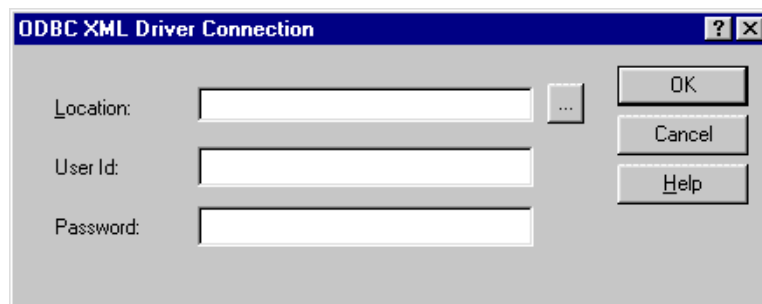 ODBC XML Driver Connection
Location:
...
OK
Cancel
User Id:
Help
Password: